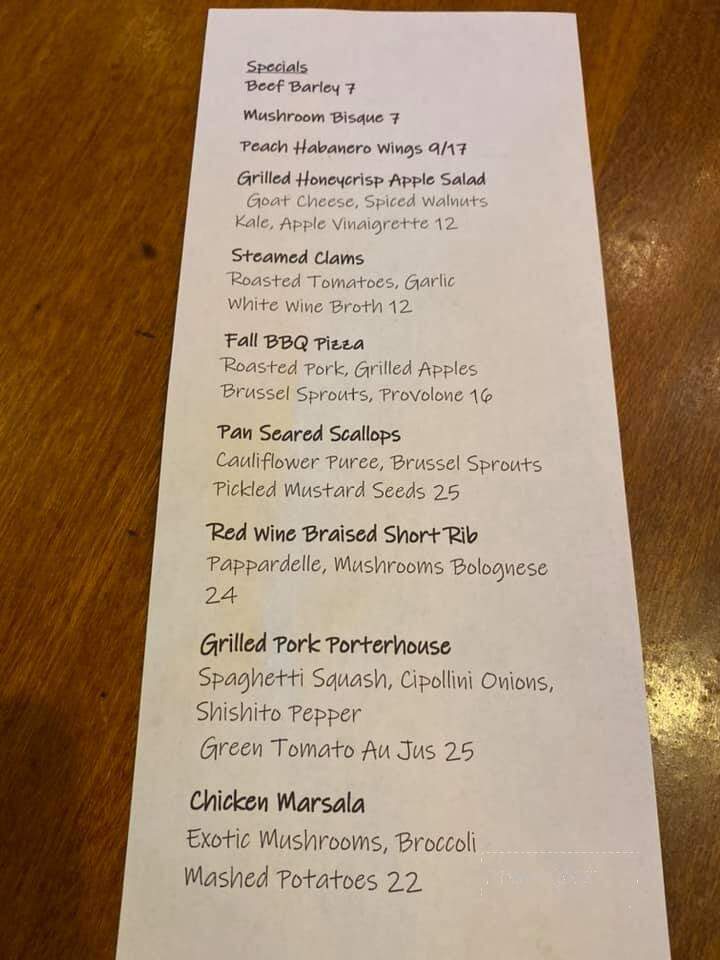 Specials
Beef Barley 7
Mushroom Bisque 7
Peach Habanero Wings 9/17
Grilled Honeycrisp Apple Salad
Goat Cheese, Spiced Walnuts
Kale, Apple Vinaigrette 12
Steamed Clams
Roasted Tomatoes, Garlic
White Wine Broth 12
Fall BBQ Pizza
Roasted Pork, Grilled Apples
Brussel Sprouts, Provolone 16
Pan Seared Scallops
Cauliflower Puree, Brussel Sprouts
Pickled Mustard Seeds 25
Red Wine Braised Short Rib
Pappardelle, Mushrooms Bolognese
24
Grilled Pork Porterhouse
Spaghetti Squash, Cipollini Onions,
Shishito Pepper
Green Tomato Au Jus 25
Chicken Marsala
Exotic Mushrooms, Broccoli
Mashed Potatoes 22